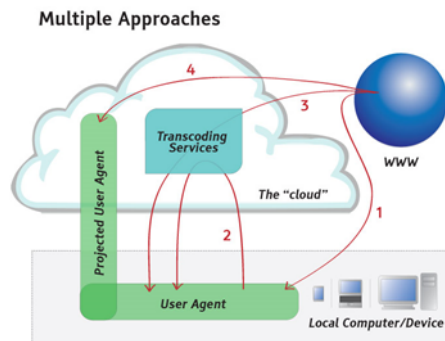 Multiple Approaches
4
3
Transcoding
Services
WWW
Projected User Agent
The "cloud"
1
2
User Agent
Local Computer/Device